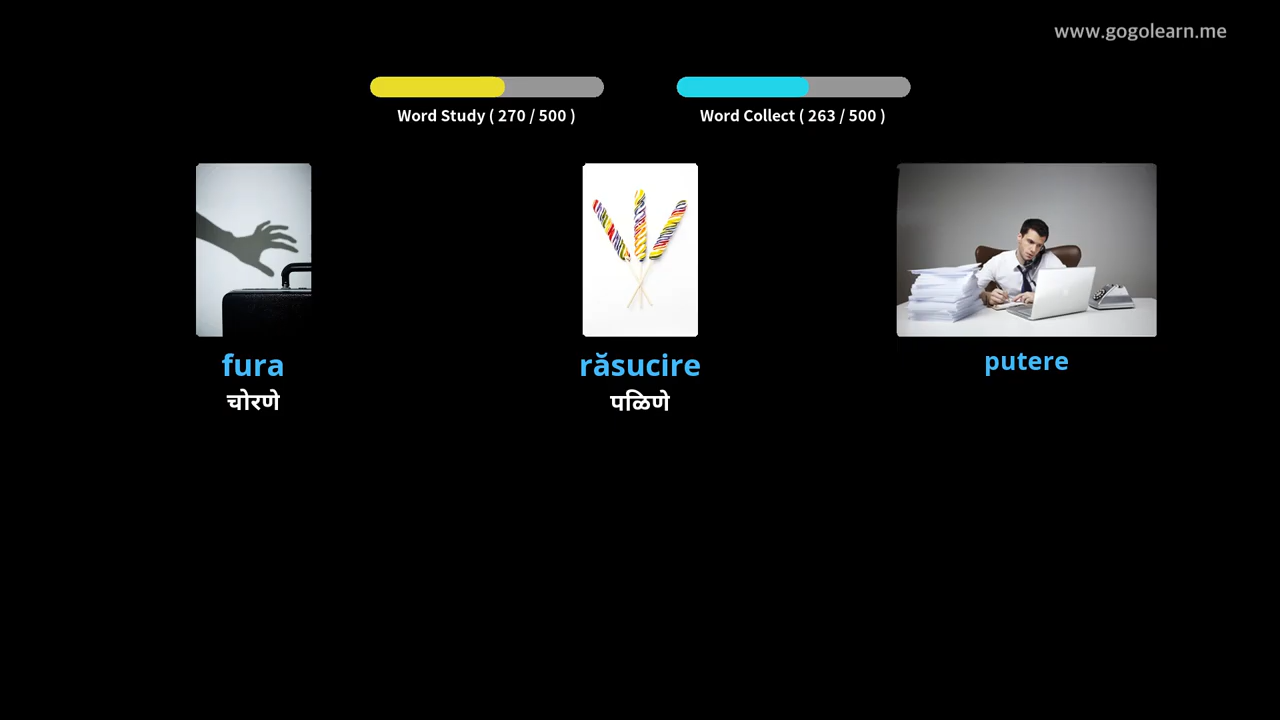 www.gogolearn.me
Word Study ( 270 / 500 )
Word Collect ( 263 / 500 )
fura
चोरणे
răsucire
पळिणे
putere